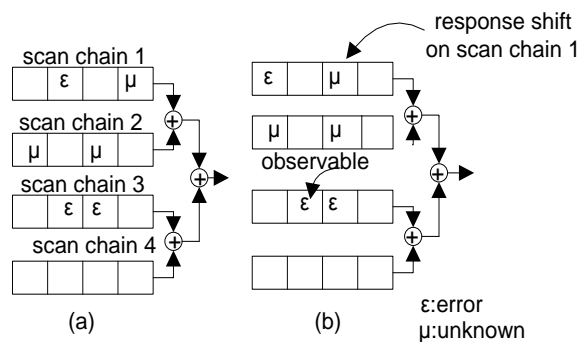 scan chain 1
ε μ
scan chain 2
μ μ
scan chain 3
ε ε
scan chain 4
+
+
+
(a)
response shift
on scan chain 1
ε μ
μ μ
observable
ε ε
+
+
+
(b)
ε:error
μ:unknown